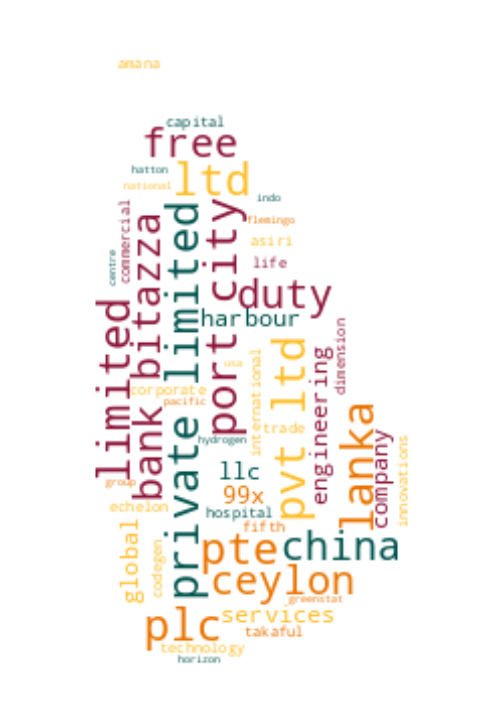 amana
capital
free
hatton
national
ltd
indo
commercial
bank bitazza
private limited
port city
flemingo
asiri
centre
life
duty
limited
harbour
dimension
pvt ltd
engineering
international
usa
corporate
pacific
trade
lanka
company
innovations
hydrogen
llc
group
99x
echelon
hospital
fifth
global
codegen
pte
china
ceylon
greenstat
plc
services
takaful
technology
horizon